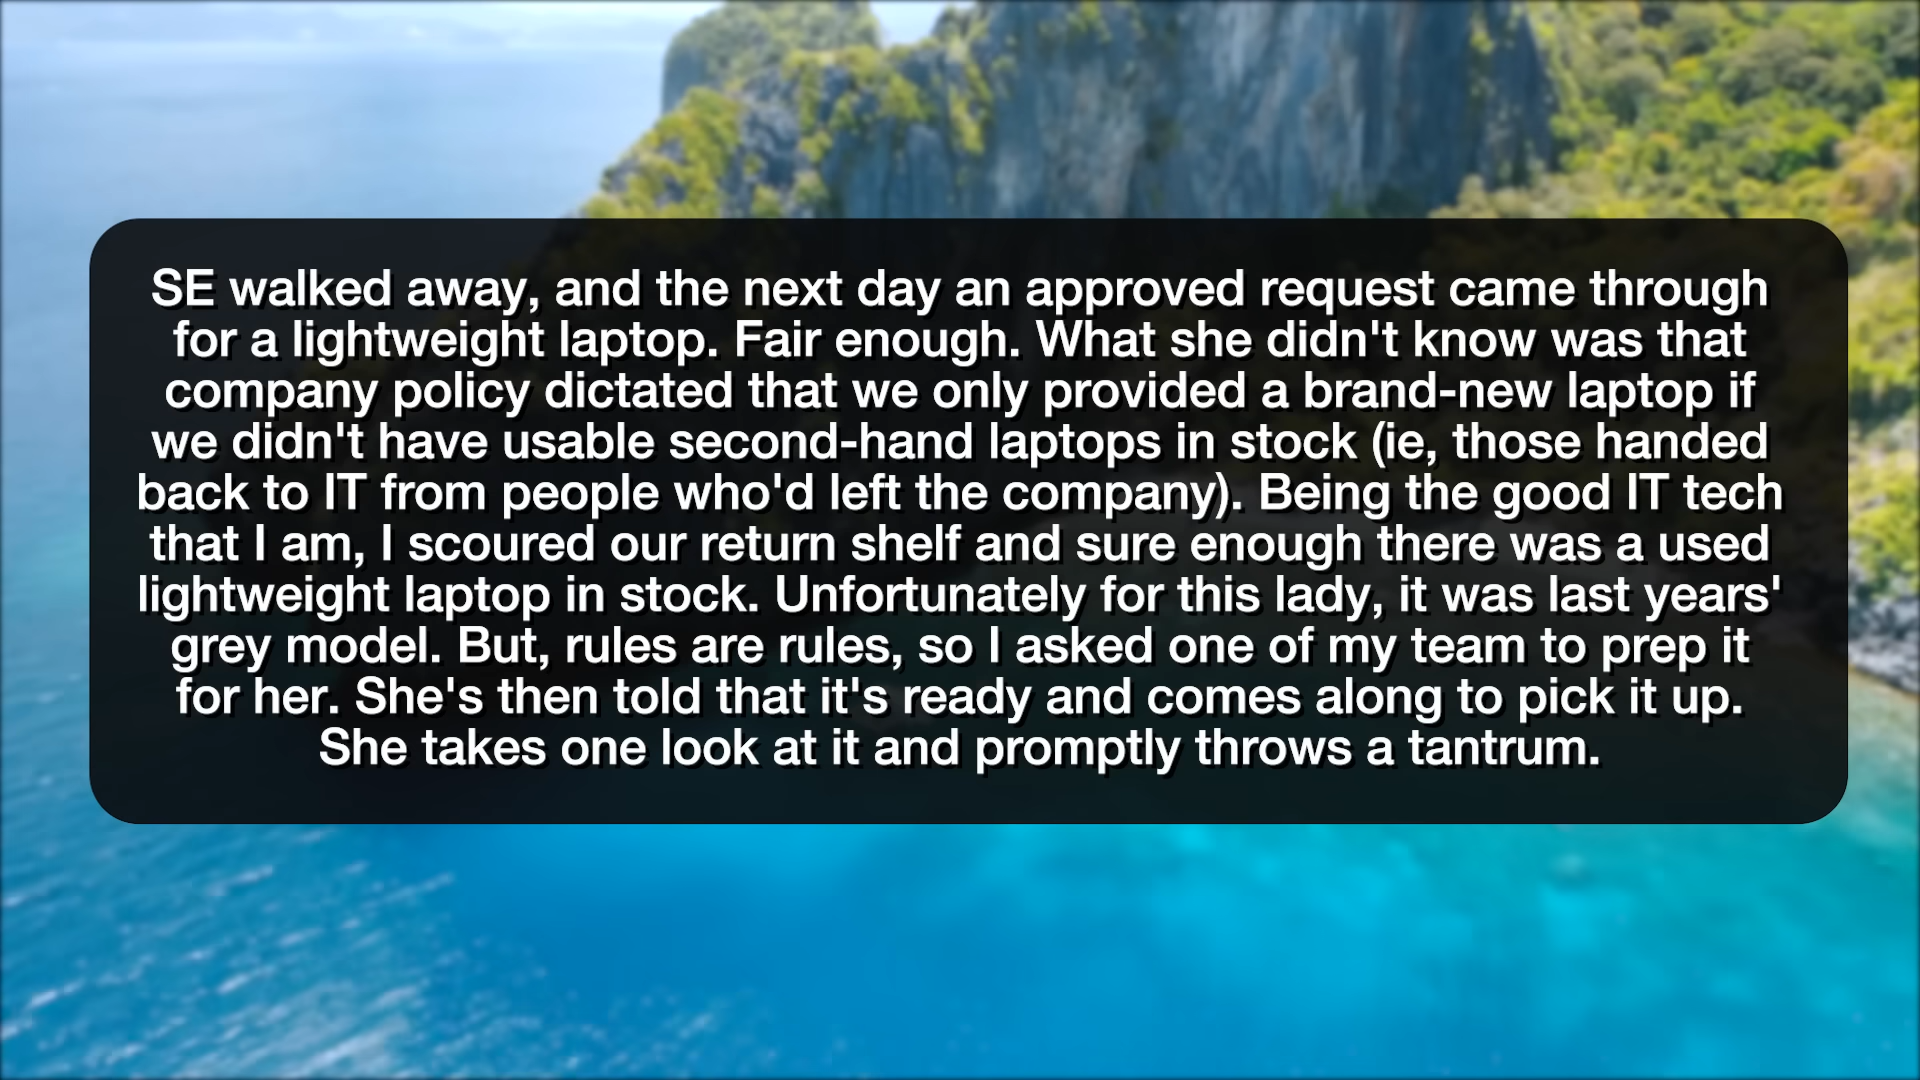 SE walked away, and the next day an approved request came through
for a lightweight laptop. Fair enough. What she didn't know was that
company policy dictated that we only provided a brand-new laptop if
we didn't have usable second-hand laptops in stock (ie, those handed
back to IT from people who'd left the company). Being the good IT tech
that I am, I scoured our return shelf and sure enough there was a used
lightweight laptop in stock. Unfortunately for this lady, it was last years'
grey model. But, rules are rules, so I asked one of my team to prep it
for her. She's then told that it's ready and comes along to pick it up.
She takes one look at it and promptly throws a tantrum.